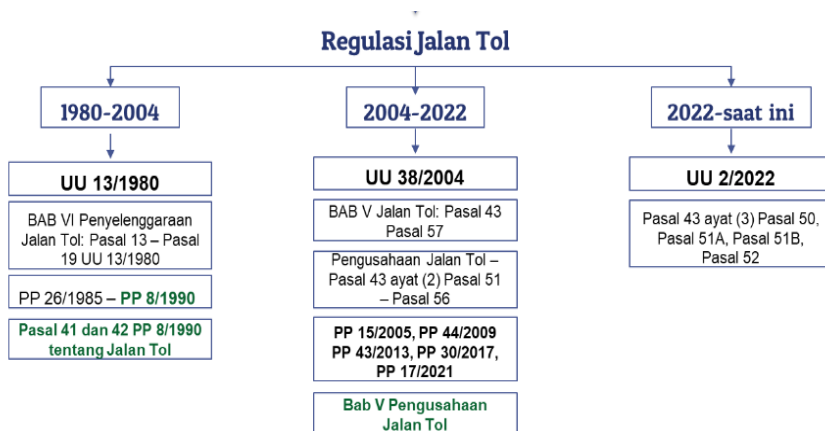 Regulasi Jalan Tol
1980-2004
UU 13/1980
BAB VI Penyelenggaraan
Jalan Tol: Pasal 13 – Pasal
19 UU 13/1980
PP 26/1985 – PP 8/1990
Pasal 41 dan 42 PP 8/1990
tentang Jalan Tol
2004-2022
UU 38/2004
BAB V Jalan Tol: Pasal 43
Pasal 57
Pengusahaan Jalan Tol –
Pasal 43 ayat (2) Pasal 51
– Pasal 56
PP 15/2005, PP 44/2009
PP 43/2013, PP 30/2017,
PP 17/2021
Bab V Pengusahaan
Jalan Tol
2022-saat ini
UU 2/2022
Pasal 43 ayat (3) Pasal 50,
Pasal 51A, Pasal 51B,
Pasal 52